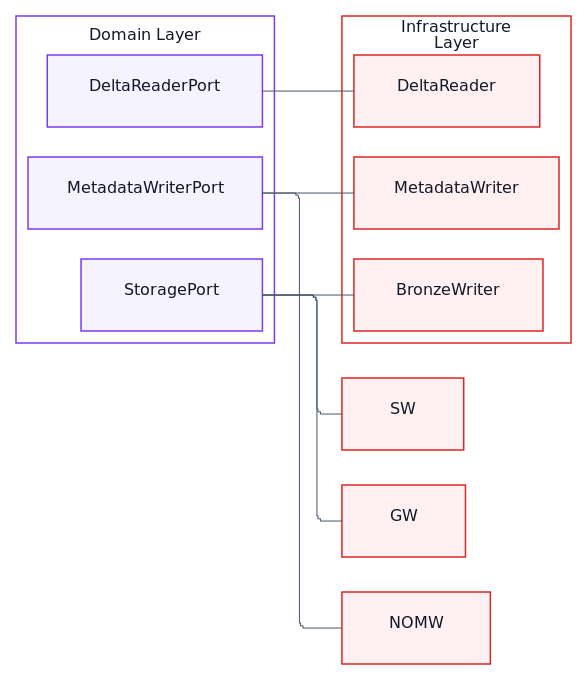 Domain Layer
DeltaReaderPort
MetadataWriterPort
StoragePort
Infrastructure
Layer
DeltaReader
MetadataWriter
BronzeWriter
SW
GW
NOMW